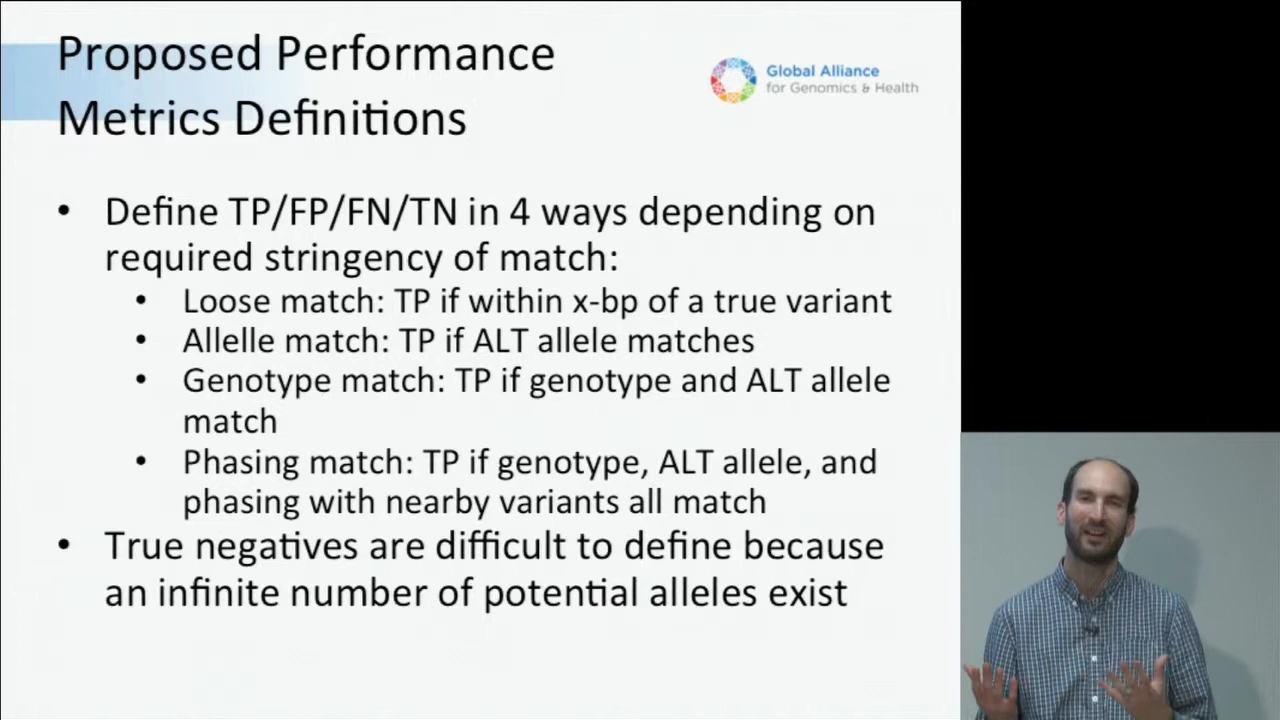 Proposed Performance
Metrics Definitions
Global Alliance
for Genomics & Health
• Define TP/FP/FN/TN in 4 ways depending on
required stringency of match:
• Loose match: TP if within x-bp of a true variant
• Allelle match: TP if ALT allele matches
• Genotype match: TP if genotype and ALT allele
match
• Phasing match: TP if genotype, ALT allele, and
phasing with nearby variants all match
• True negatives are difficult to define because
an infinite number of potential alleles exist